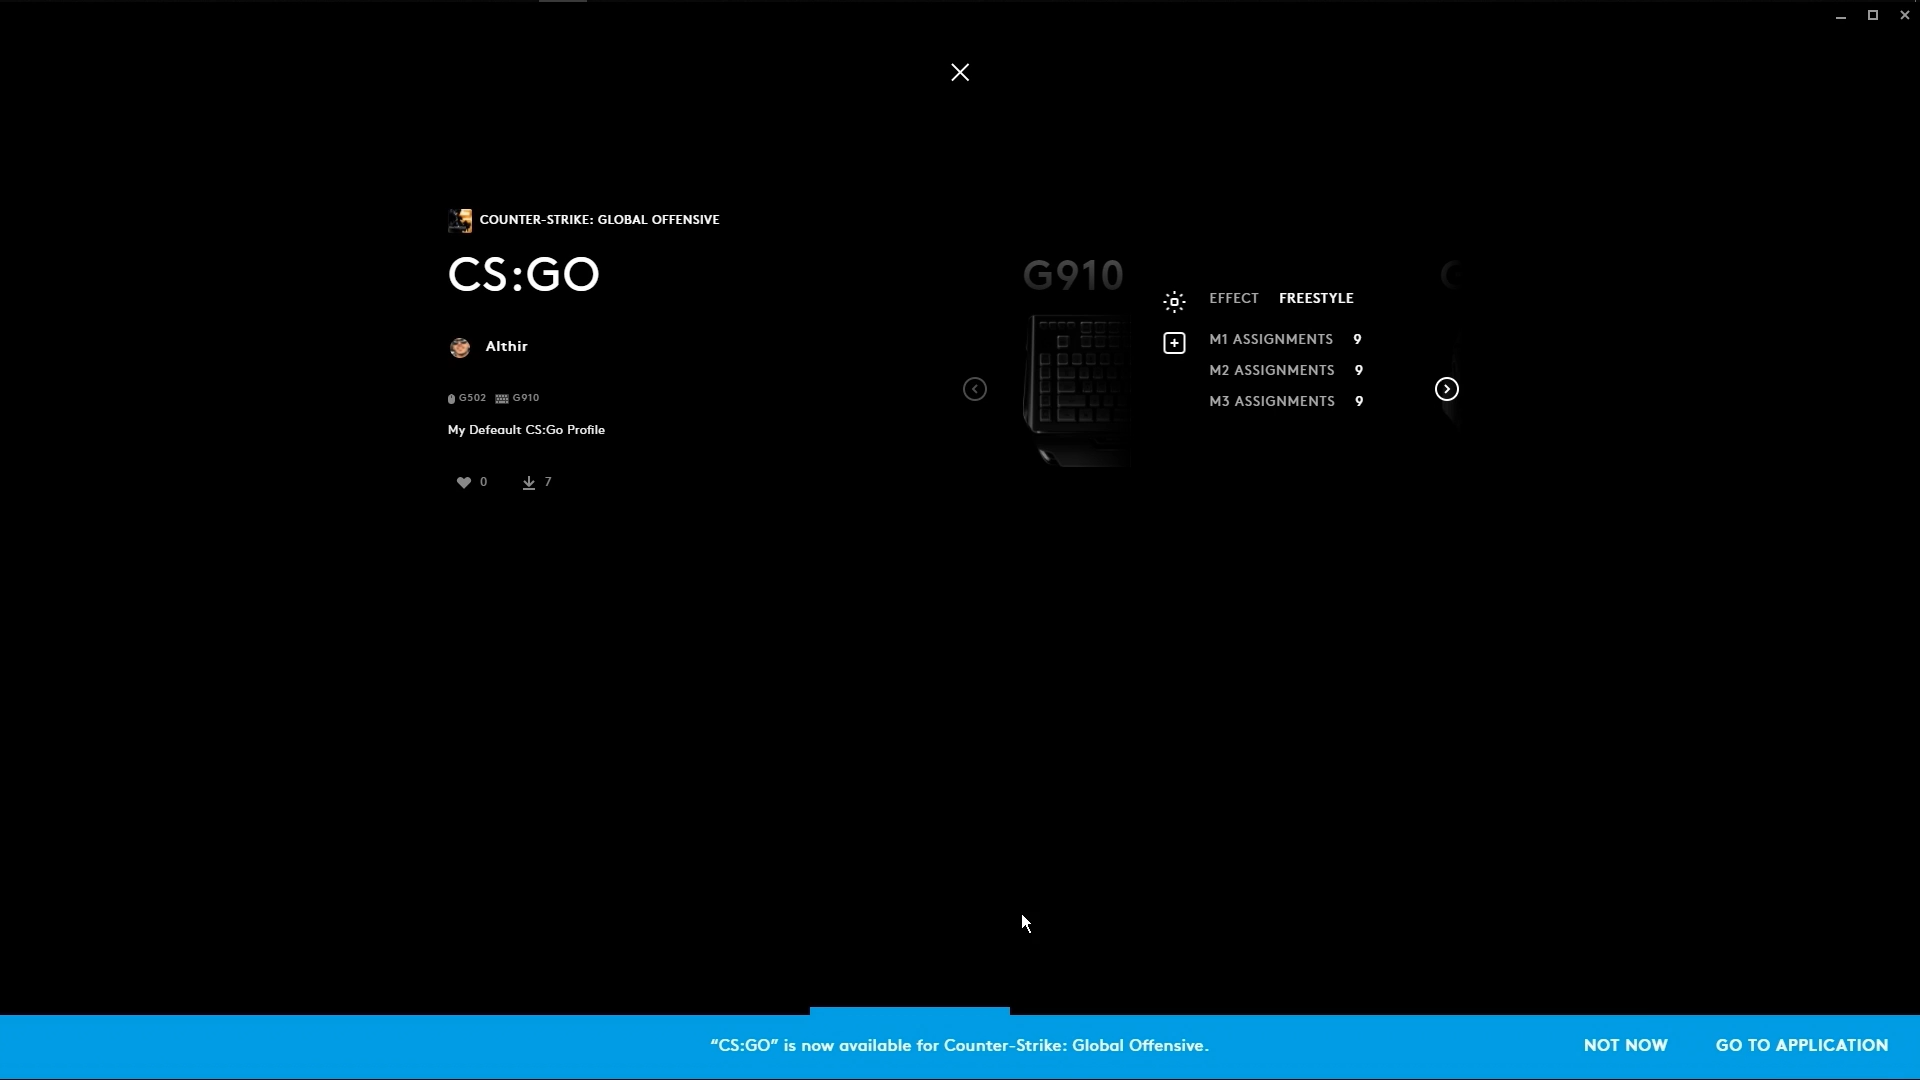 COUNTER-STRIKE: GLOBAL OFFENSIVE
CS:GO
Althir
G502 G910
My Defeault CS:Go Profile
0 7
G910
EFFECT FREESTYLE
M1 ASSIGNMENTS 9
M2 ASSIGNMENTS 9
M3 ASSIGNMENTS 9
G
“CS:GO” is now available for Counter-Strike: Global Offensive.
NOT NOW
GO TO APPLICATION